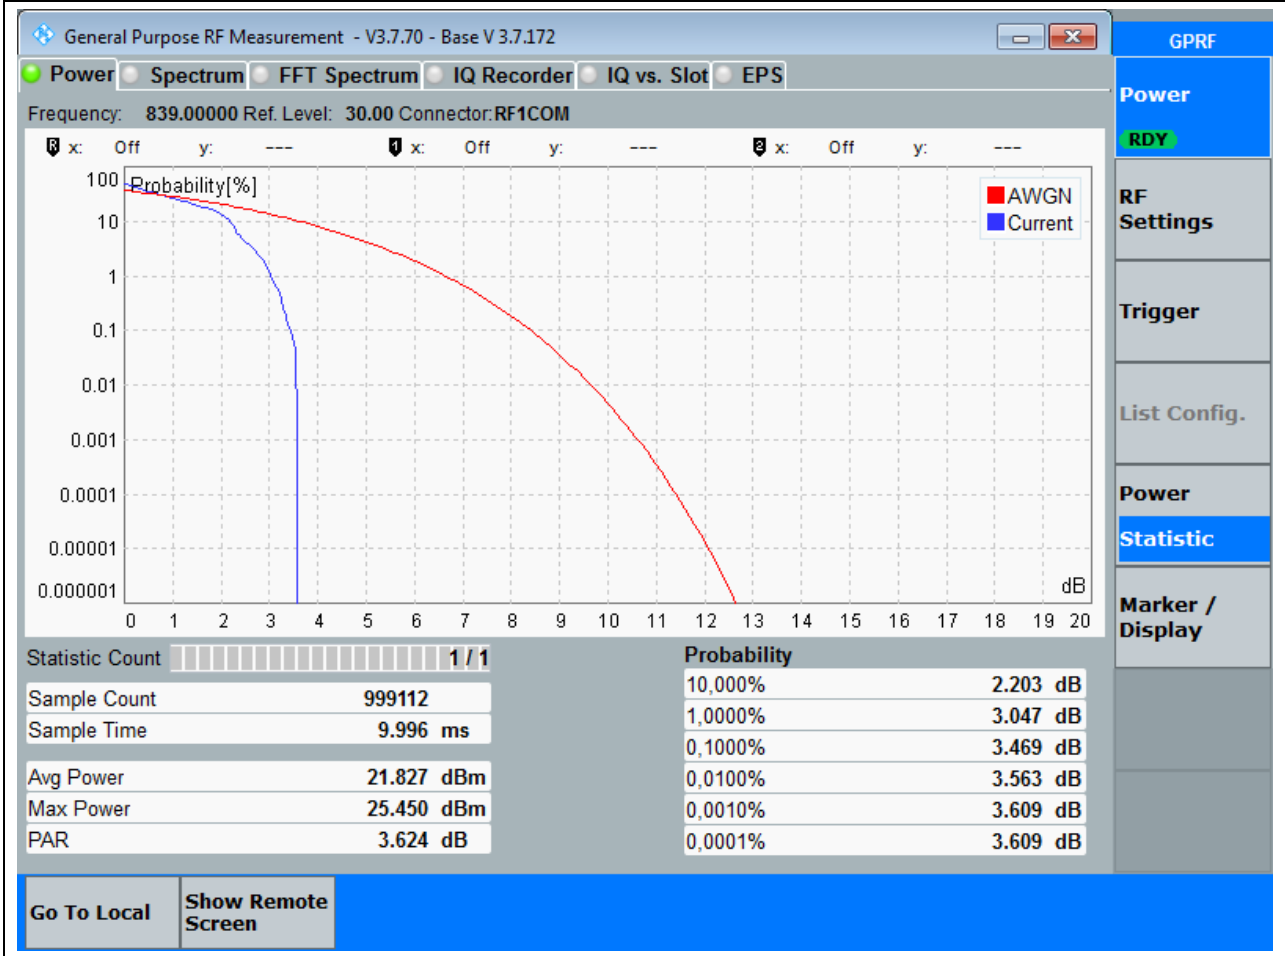 General Purpose RF Measurement - V3.7.70 - Base V 3.7.172
GPRF
Power Spectrum FFT Spectrum IQ Recorder IQ vs. Slot EPS
Frequency: 839.00000 Ref. Level: 30.00 Connector:RF1COM
R x: Off y: --- 1 x: Off y: --- 2 x: Off y: ---
Probability[%]
AWGN
Current
100
10
1
0.1
0.01
0.001
0.0001
0.00001
0.000001
dB
0 1 2 3 4 5 6 7 8 9 10 11 12 13 14 15 16 17 18 19 20
Statistic Count 1 / 1
Sample Count 999112
Sample Time 9.996 ms
Avg Power 21.827 dBm
Max Power 25.450 dBm
PAR 3.624 dB
Probability
10,000% 2.203 dB
1,0000% 3.047 dB
0,1000% 3.469 dB
0,0100% 3.563 dB
0,0010% 3.609 dB
0,0001% 3.609 dB
Power
RDY
RF
Settings
Trigger
List Config.
Power
Statistic
Marker /
Display
Go To Local
Show Remote
Screen